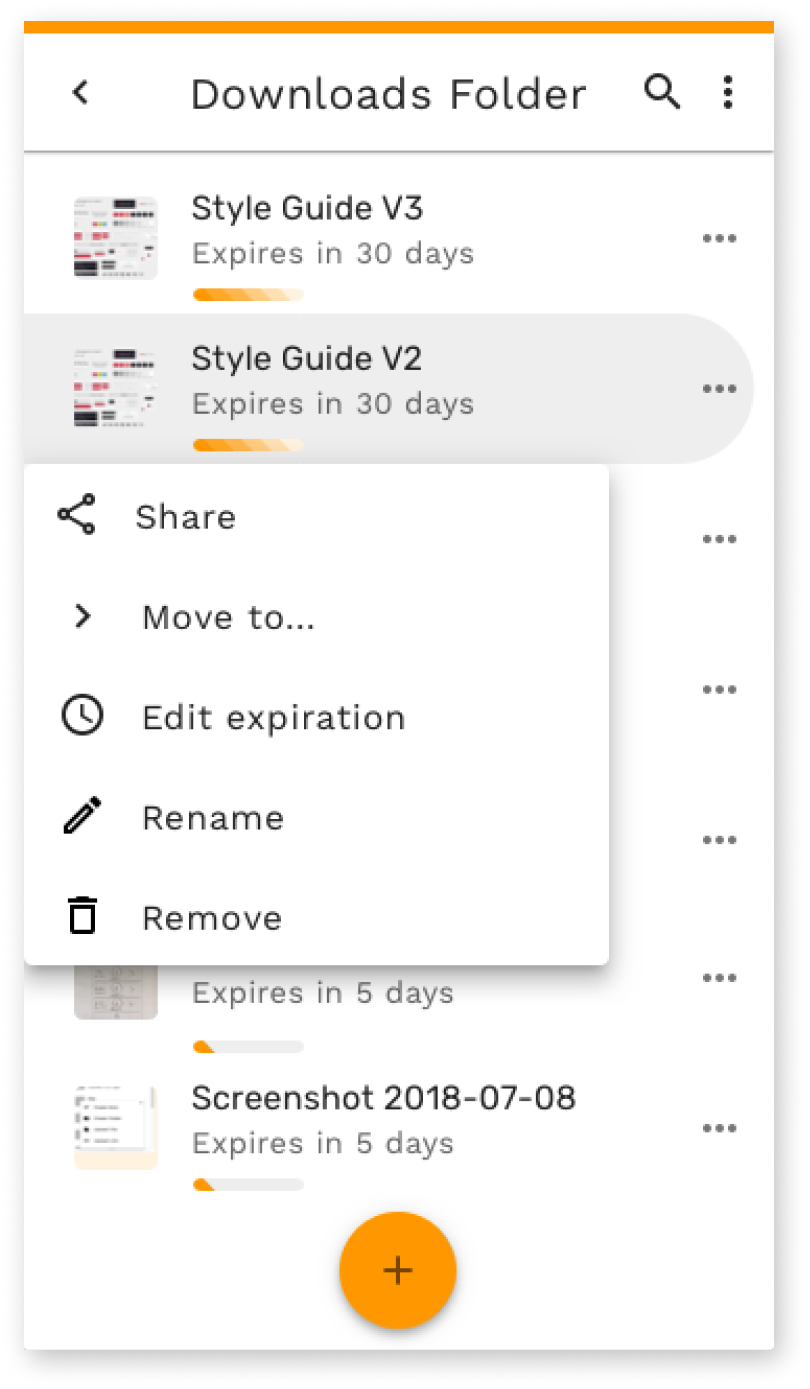 Downloads Folder
Style Guide V3
Expires in 30 days
Style Guide V2
Expires in 30 days
Share
Move to...
Edit expiration
Rename
Remove
Expires in 5 days
Screenshot 2018-07-08
Expires in 5 days